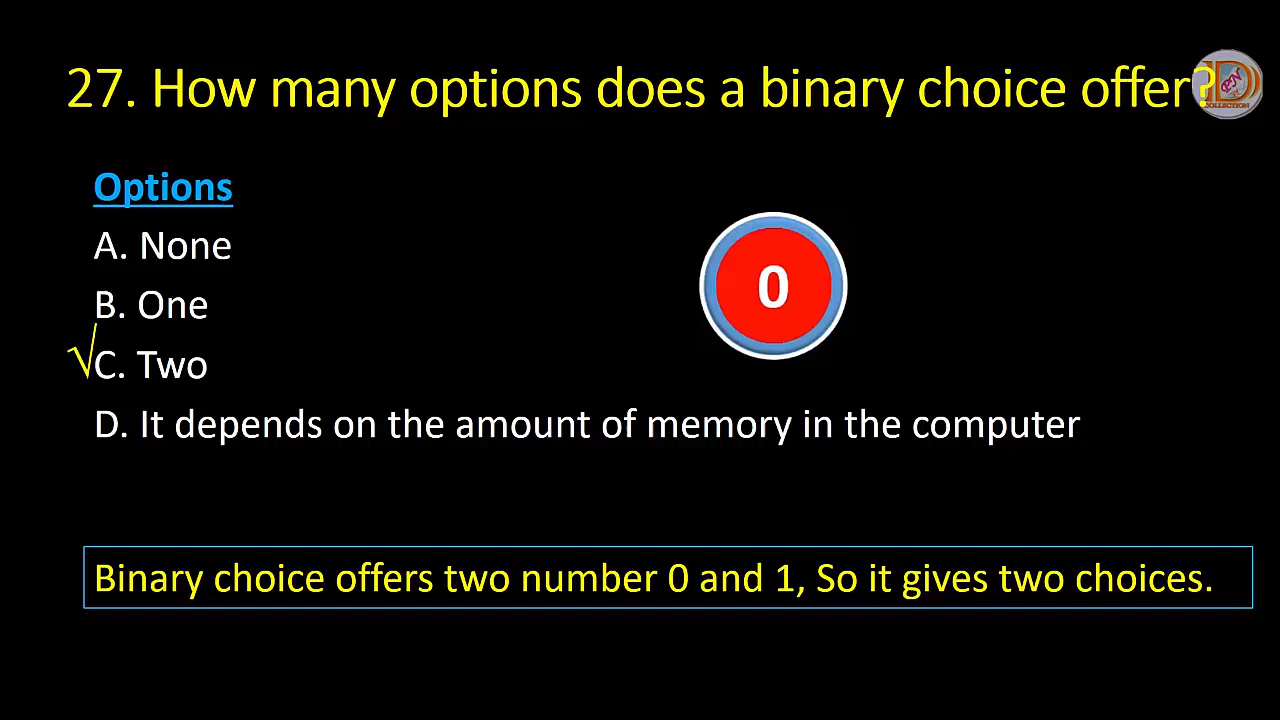 27. How many options does a binary choice offer?
Options
A. None
B. One
0
√C. Two
D. It depends on the amount of memory in the computer
Binary choice offers two number 0 and 1, So it gives two choices.